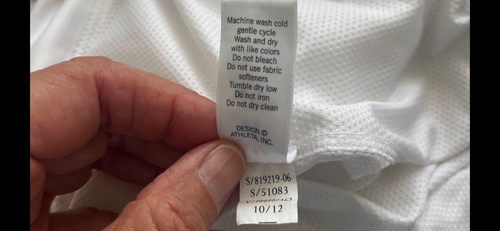 Machine wash cold
gentle cycle
Wash and dry
with like colors
Do not bleach
Do not use fabric
softeners
Tumble dry low
Do not iron
Do not dry clean
DESIGN ©
ATHLETA, INC.
S/819219-06
S/51083
10/12